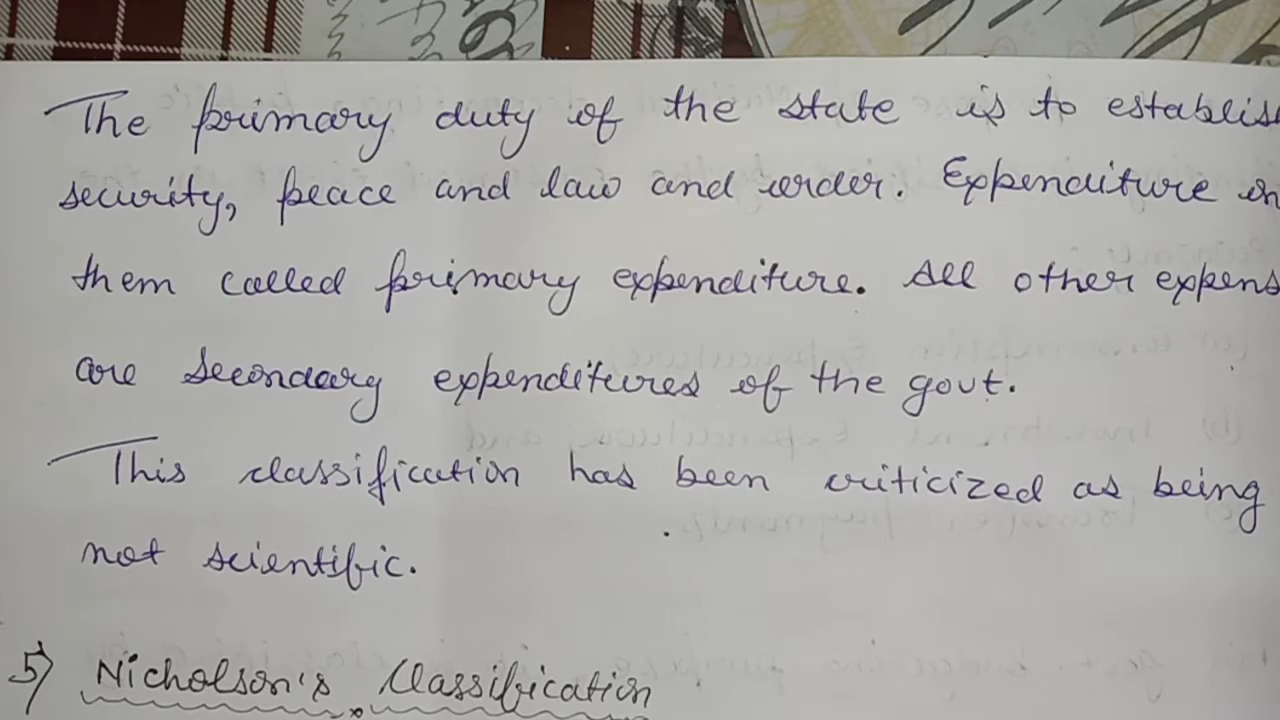 The primary duty of the state is to establis
security, peace and law and order. Expenditure on
them called primary expenditure. All other expens
are secondary expenditures of the govt.
This classification has been criticized as being
not scientific.
5) Nicholson's Classification